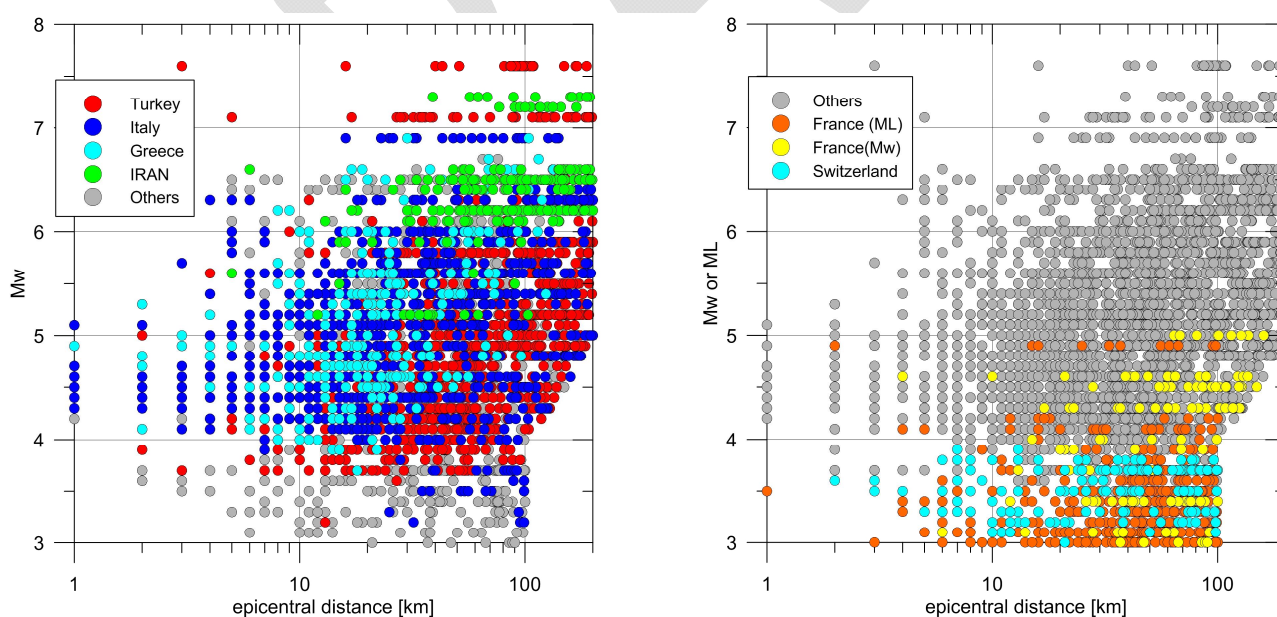 8
7
6
5
4
3
Mw
Turkey
Italy
Greece
IRAN
Others
1
10
100
epicentral distance [km]
8
7
6
5
4
3
Mw or ML
Others
France (ML)
France(Mw)
Switzerland
1
10
100
epicentral distance [km]